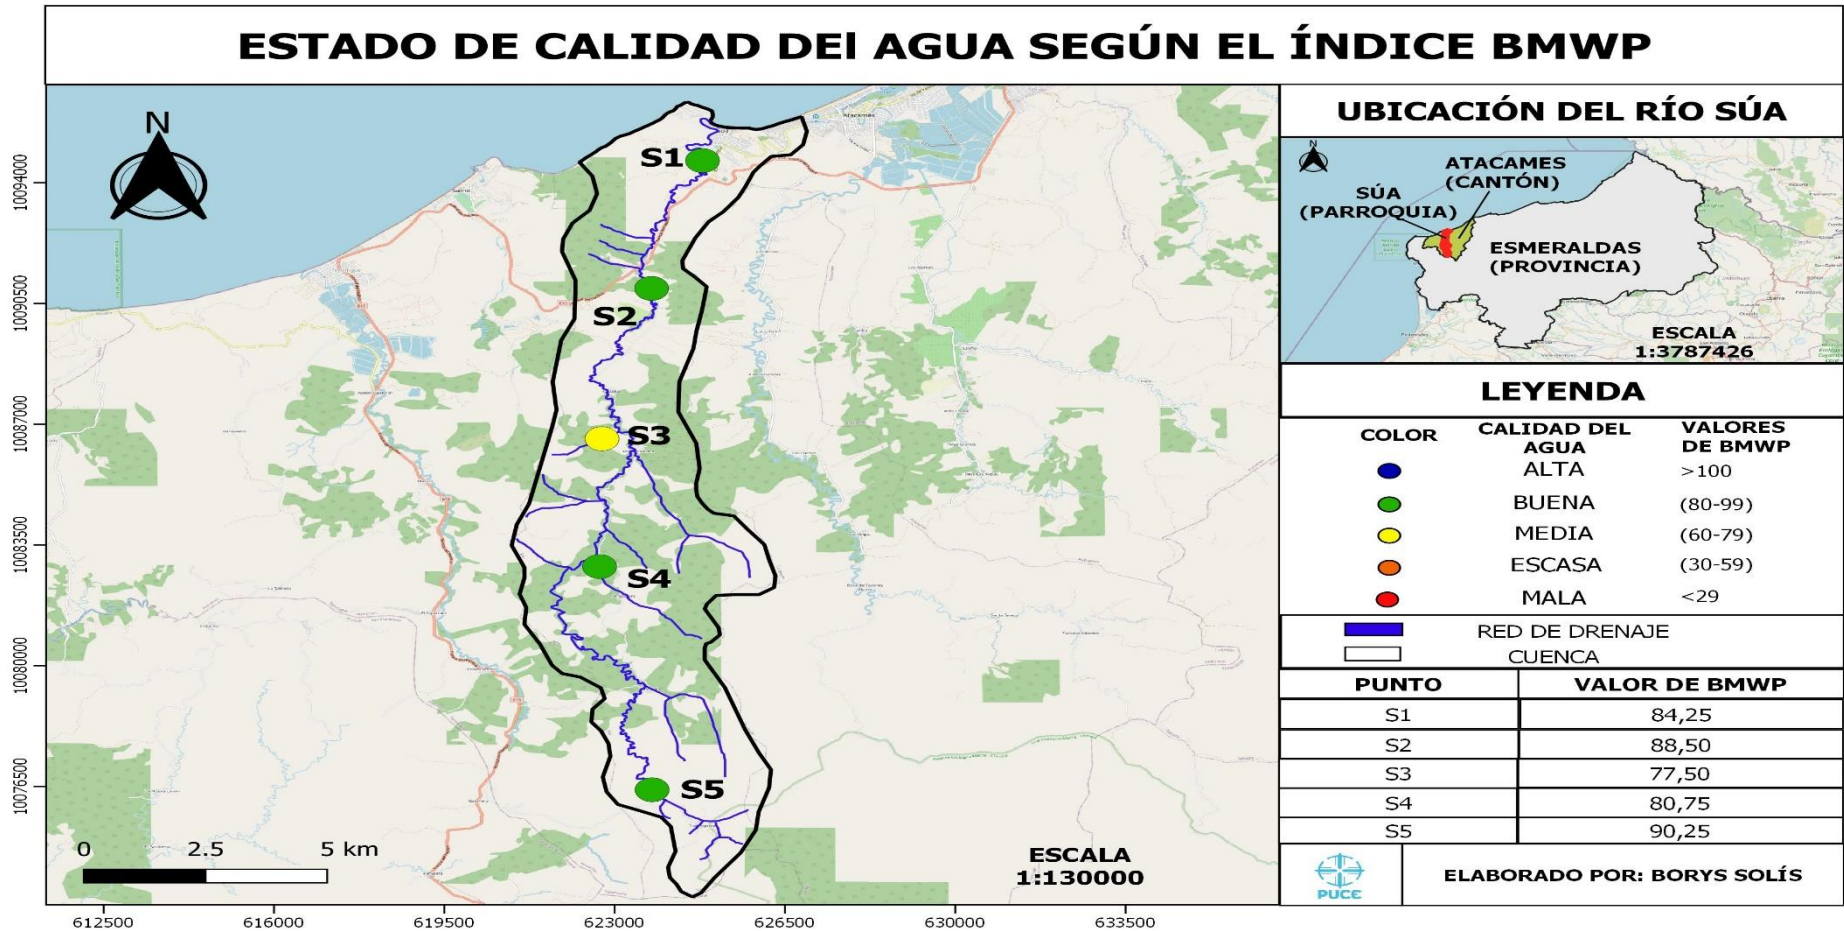 ESTADO DE CALIDAD DEl AGUA SEGÚN EL ÍNDICE BMWP
N
S1
S2
S3
S4
S5
Atacames
10094000
10090500
10087000
10083500
10080000
10076500
0 2.5 5 km
ESCALA
1:130000
612500 616000 619500 623000 626500 630000 633500
UBICACIÓN DEL RÍO SÚA
N
ATACAMES
(CANTÓN)
SÚA
(PARROQUIA)
ESMERALDAS
(PROVINCIA)
ESCALA
1:3787426
LEYENDA
COLOR CALIDAD DEL AGUA VALORES DE BMWP
ALTA >100
BUENA (80-99)
MEDIA (60-79)
ESCASA (30-59)
MALA <29
RED DE DRENAJE
CUENCA
PUNTO VALOR DE BMWP
S1 84,25
S2 88,50
S3 77,50
S4 80,75
S5 90,25
PUCE
ELABORADO POR: BORYS SOLÍS